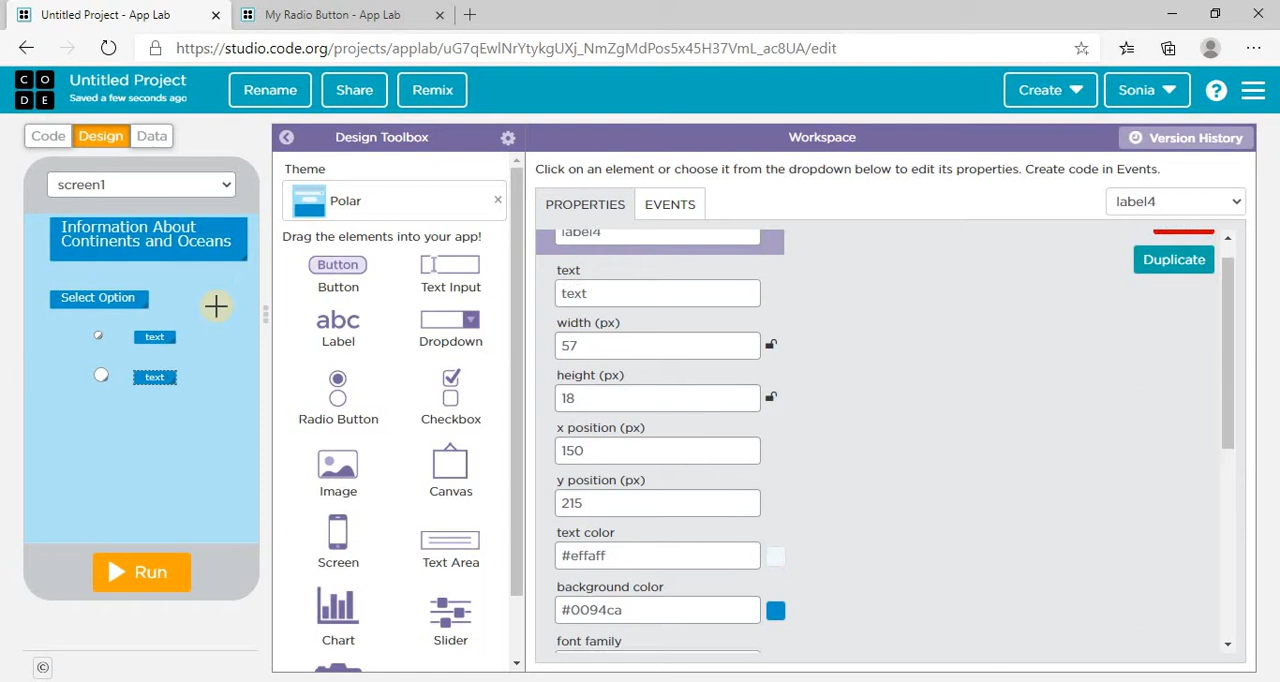 Untitled Project - App Lab
My Radio Button - App Lab
https://studio.code.org/projects/applab/uG7qEwlNrYtykgUXj_NmZgMdPos5x45H37VmL_ac8UA/edit
C O
D E
Untitled Project
Saved a few seconds ago
Rename
Share
Remix
Create
Sonia
?
Code
Design
Data
Design Toolbox
Workspace
Version History
screen1
Information About
Continents and Oceans
Select Option
text
text
Run
©
Theme
Polar
Drag the elements into your app!
Button
Button
Text Input
abc
Label
Dropdown
Radio Button
Checkbox
Image
Canvas
Screen
Text Area
Chart
Slider
Click on an element or choose it from the dropdown below to edit its properties. Create code in Events.
PROPERTIES
EVENTS
label4
label4
Duplicate
text
text
width (px)
57
height (px)
18
x position (px)
150
y position (px)
215
text color
#effaff
background color
#0094ca
font family